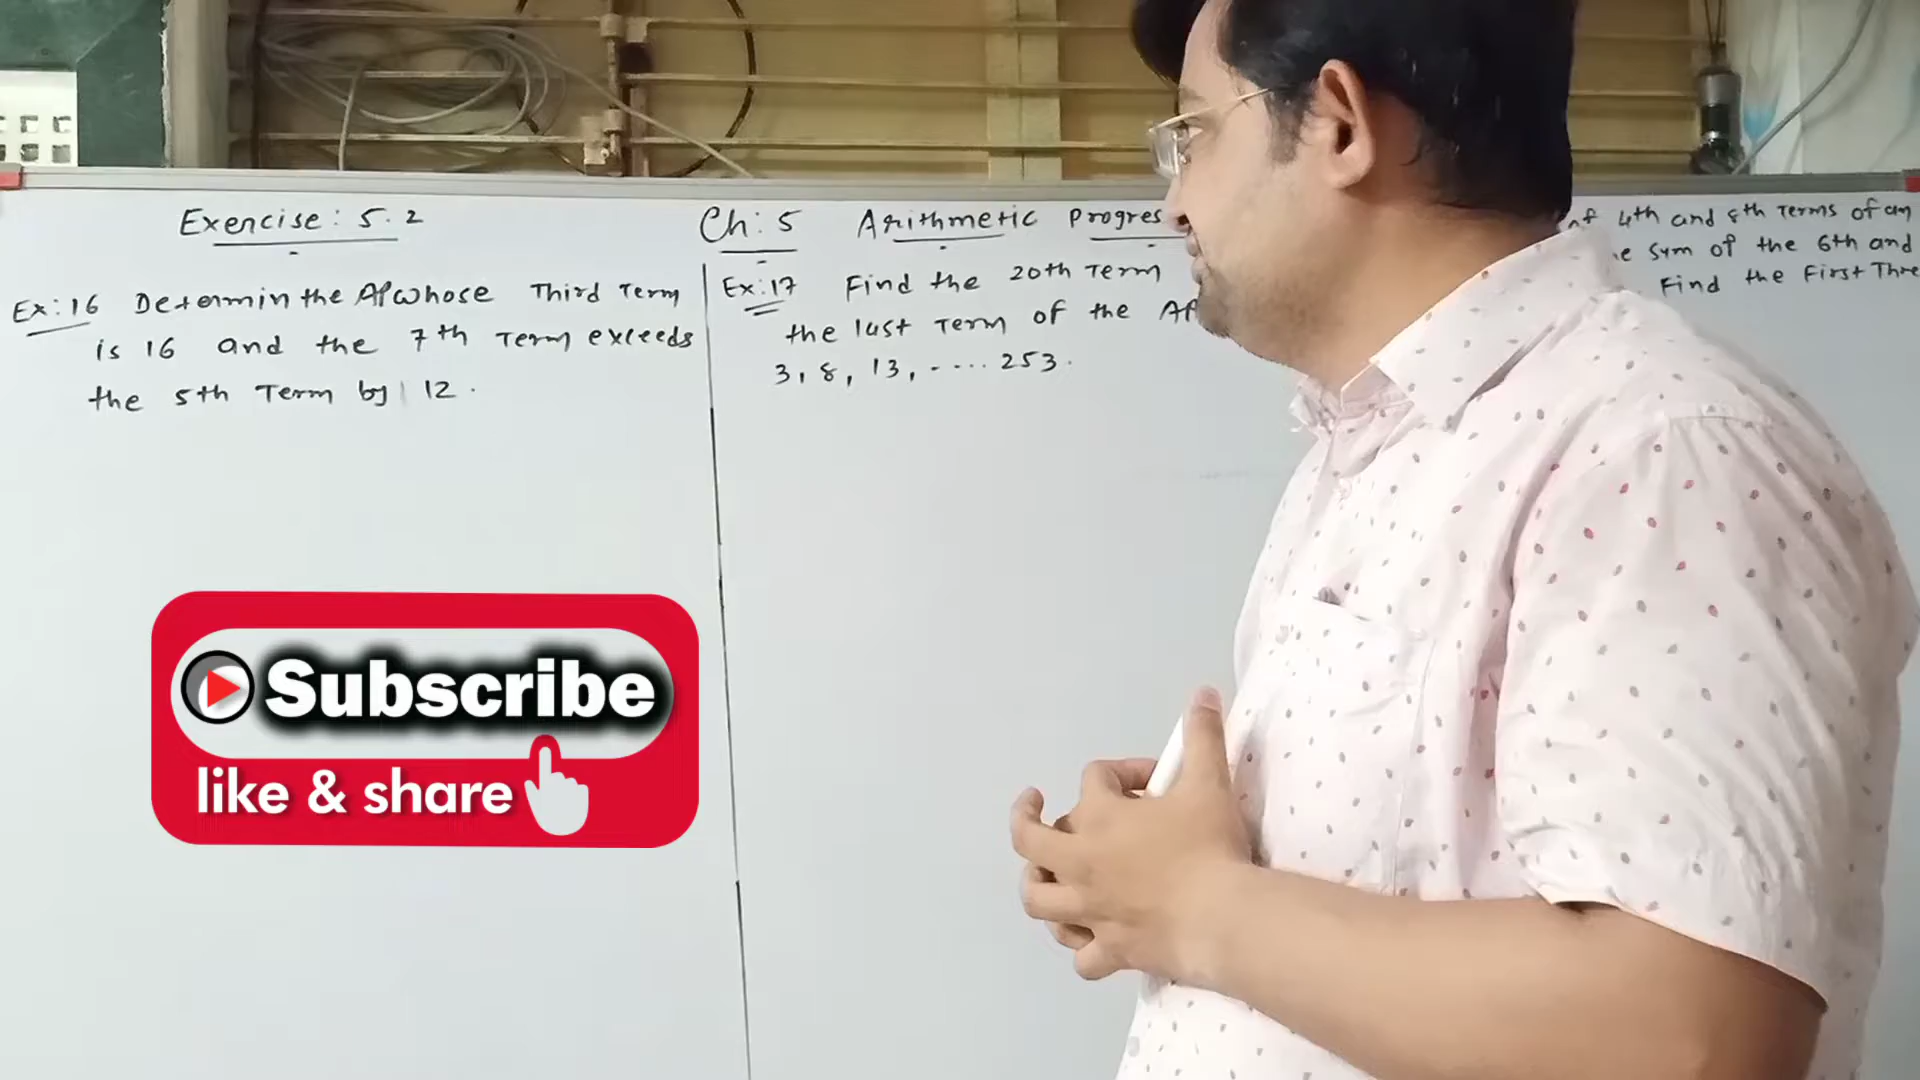 Exercise: 5.2
Ch: 5 Arithmetic Progres
Ex: 16 Determin the AP whose Third Term
is 16 and the 7th Term exceeds
the 5th Term by 12.
Ex: 17 Find the 20th Term
the last Term of the AP
3, 8, 13, ..... 253.
of 4th and 8th Terms of an
sum of the 6th and
Find the First Three
Subscribe
like & share